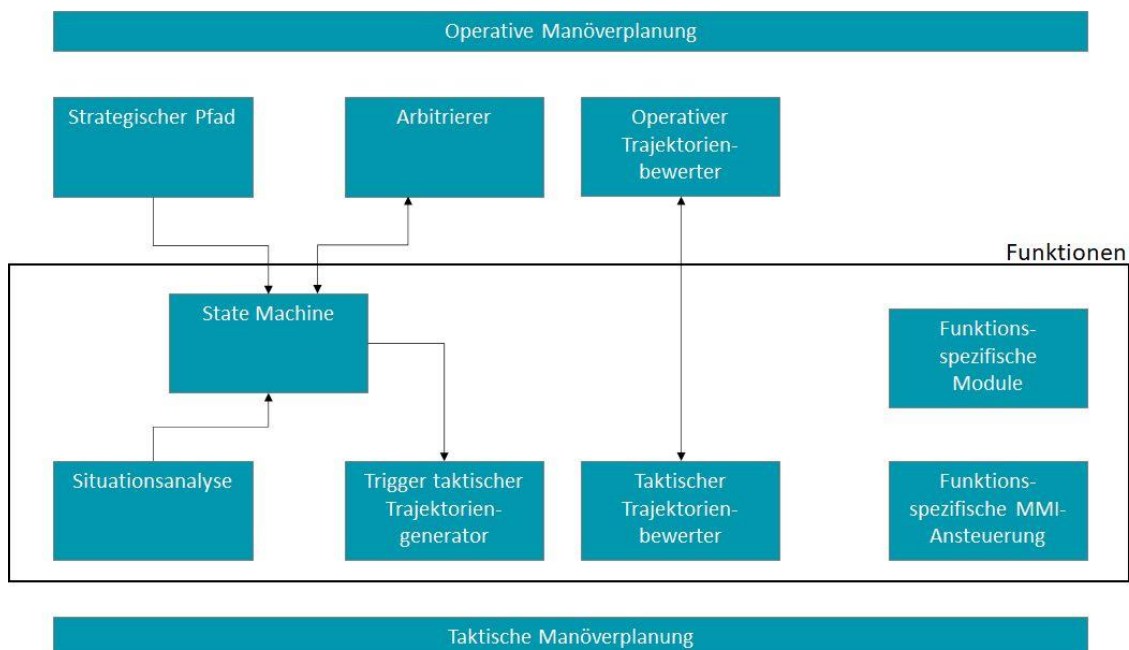 Operative Manöverplanung
Strategischer Pfad
Arbitrierer
Operativer
Trajektorien-
bewerter
Funktionen
State Machine
Funktions-
spezifische
Module
Situationsanalyse
Trigger taktischer
Trajektorien-
generator
Taktischer
Trajektorien-
bewerter
Funktions-
spezifische MMI-
Ansteuerung
Taktische Manöverplanung